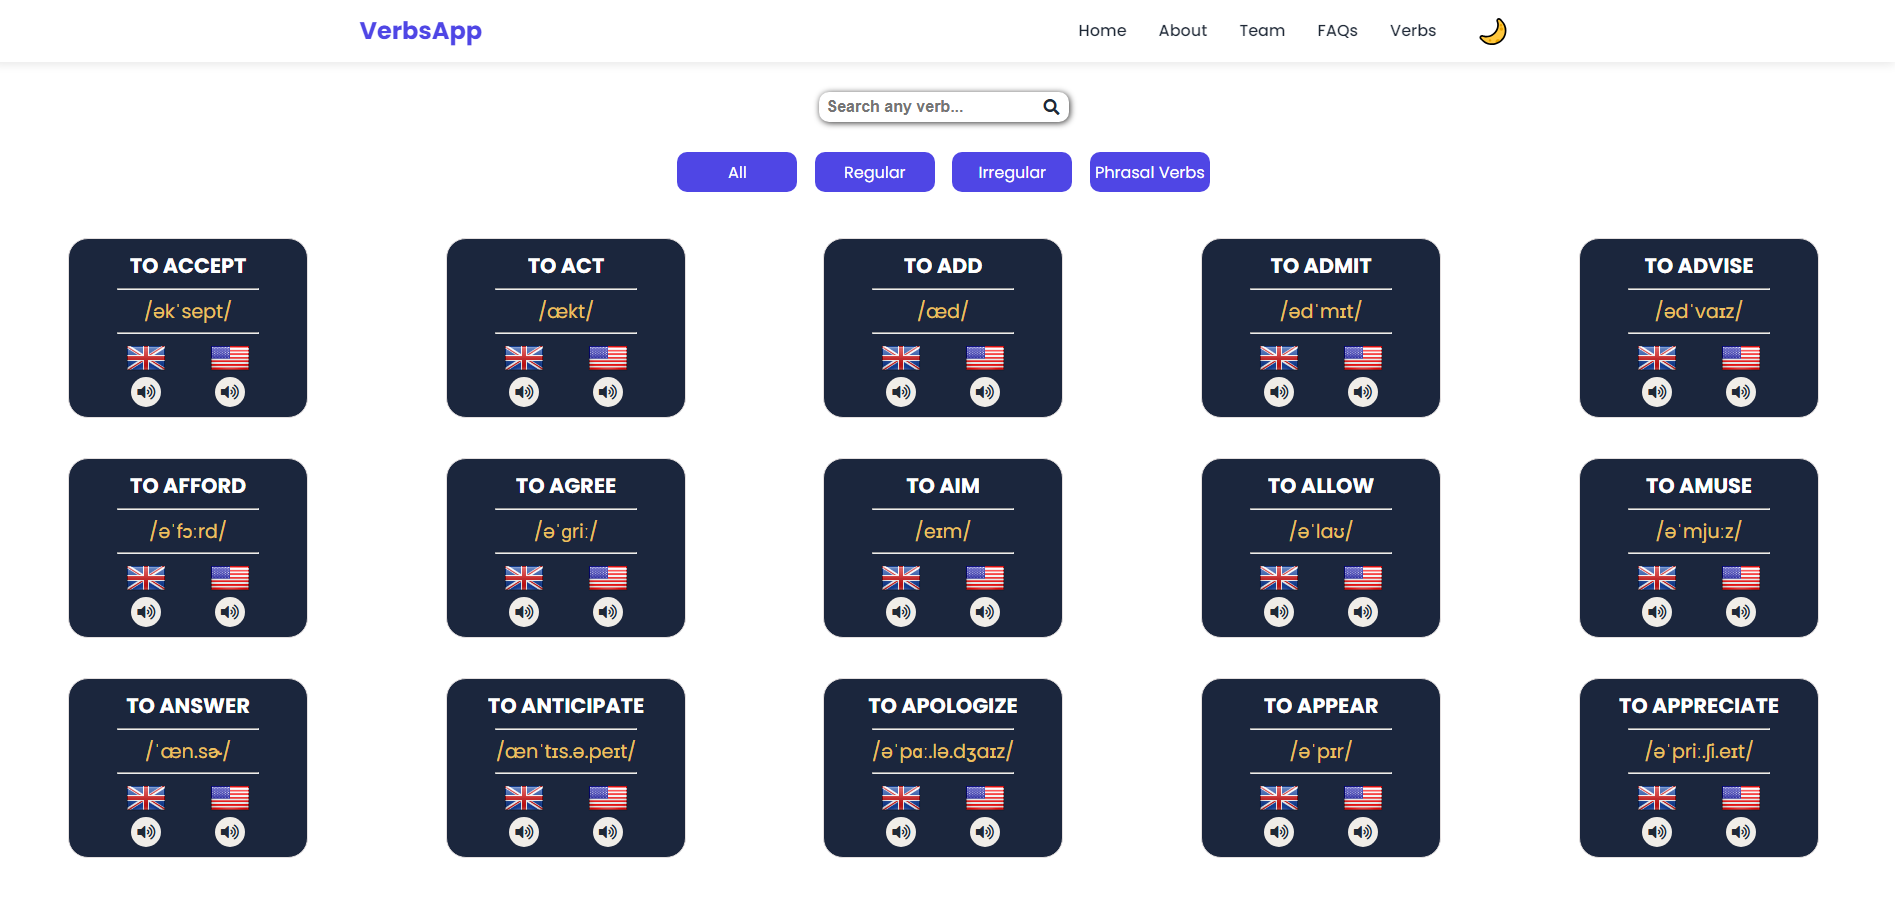 VerbsApp Home About Team FAQs Verbs
Search any verb...
All Regular Irregular Phrasal Verbs
TO ACCEPT TO ACT TO ADD TO ADMIT TO ADVISE
/əkˈsept/ /ækt/ /æd/ /ədˈmɪt/ /ədˈvaɪz/
TO AFFORD TO AGREE TO AIM TO ALLOW TO AMUSE
/əˈfɔːrd/ /əˈɡriː/ /eɪm/ /əˈlaʊ/ /əˈmjuːz/
TO ANSWER TO ANTICIPATE TO APOLOGIZE TO APPEAR TO APPRECIATE
/ˈæn.sɚ/ /ænˈtɪs.ə.peɪt/ /əˈpɑː.lə.dʒaɪz/ /əˈpɪr/ /əˈpriː.ʃi.eɪt/